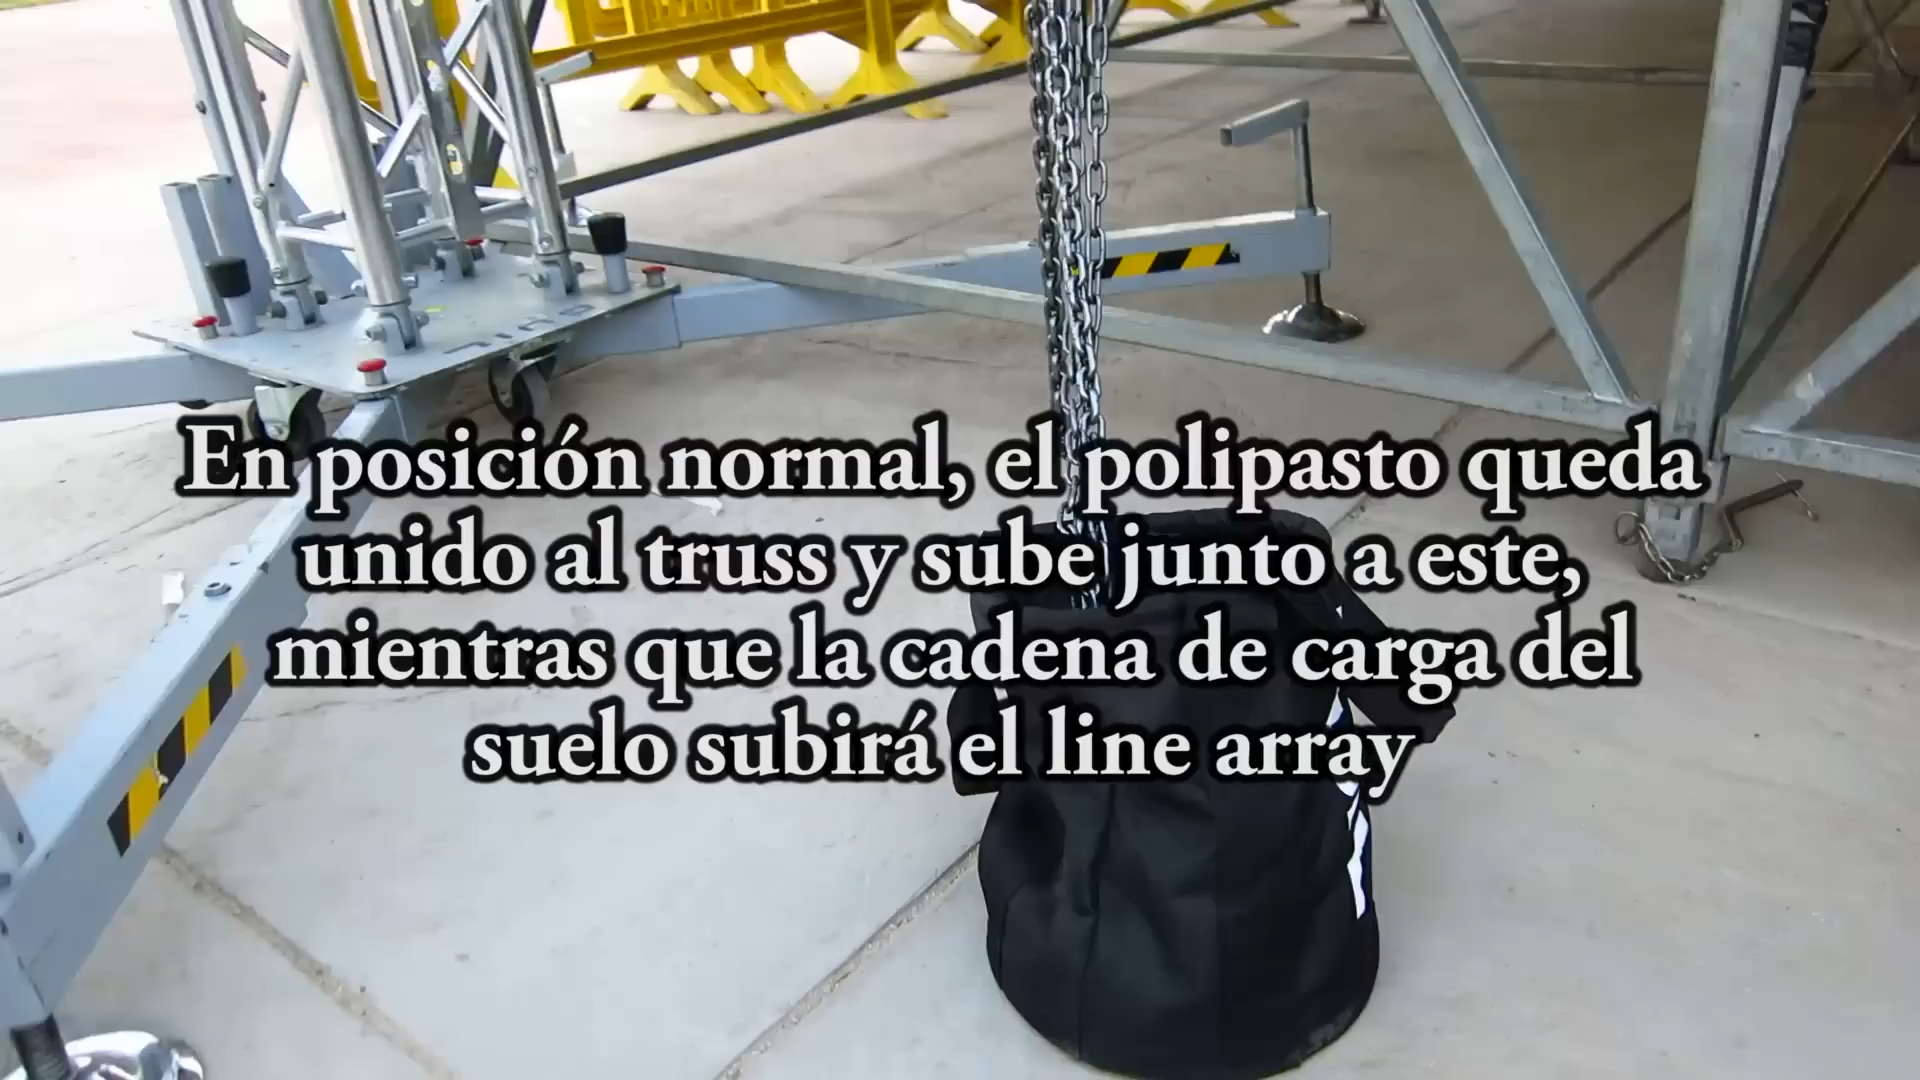 En posición normal, el polipasto queda
unido al truss y sube junto a este,
mientras que la cadena de carga del
suelo subirá el line array